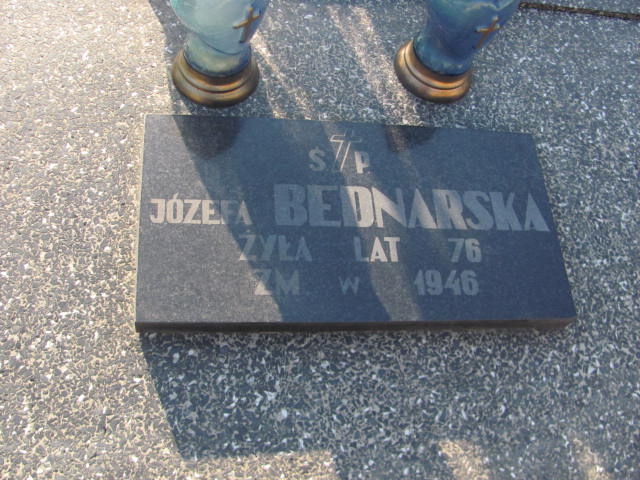 Ś P
JÓZEFA BEDNARSKA
ŻYŁA LAT 76
ZM W 1946